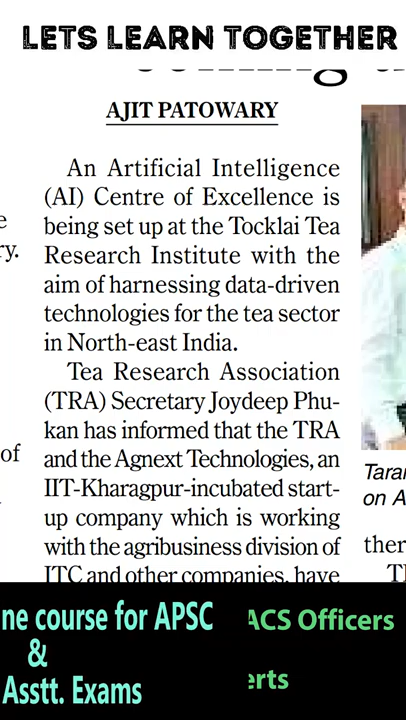 LETS LEARN TOGETHER
AJIT PATOWARY
An Artificial Intelligence
(AI) Centre of Excellence is
being set up at the Tocklai Tea
Research Institute with the
aim of harnessing data-driven
technologies for the tea sector
in North-east India.
Tea Research Association
(TRA) Secretary Joydeep Phu-
kan has informed that the TRA
and the Agnext Technologies, an
IIT-Kharagpur-incubated start-
up company which is working
with the agribusiness division of
ITC and other companies, have
of
on A
ne course for APSC
&
Asstt. Exams
ACS Officers
erts